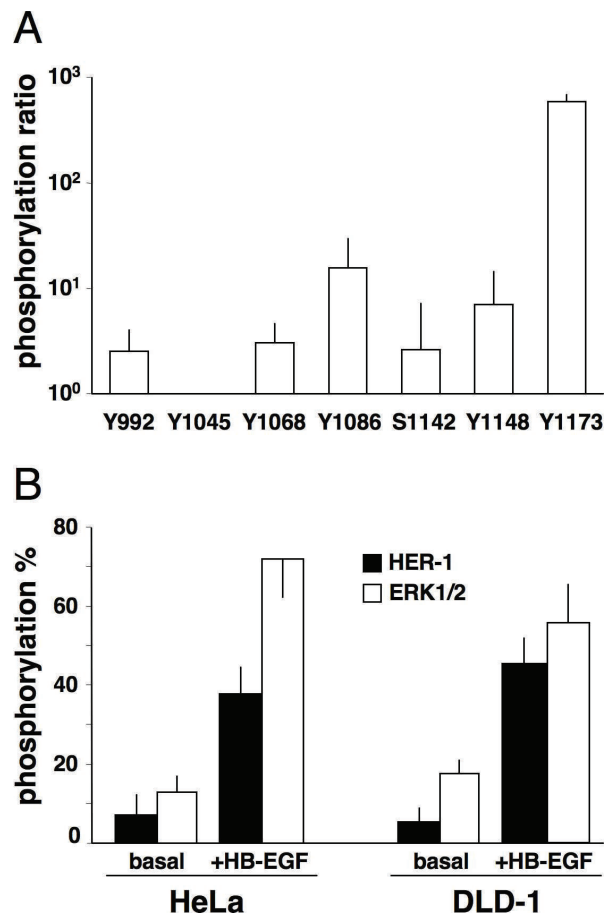 A
phosphorylation ratio
10³
10²
10¹
10⁰
Y992 Y1045 Y1068 Y1086 S1142 Y1148 Y1173
B
phosphorylation %
80
60
40
20
0
HER-1
ERK1/2
basal +HB-EGF basal +HB-EGF
HeLa DLD-1